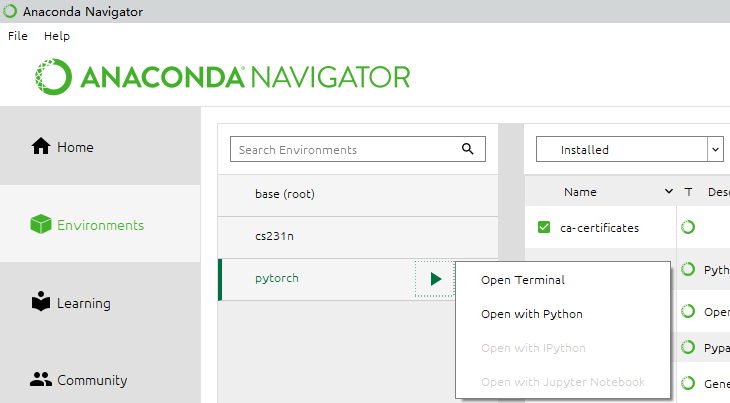 Anaconda Navigator
File Help
ANACONDA NAVIGATOR
Home
Environments
Learning
Community
Search Environments
base (root)
cs231n
pytorch
Open Terminal
Open with Python
Open with IPython
Open with Jupyter Notebook
Installed
Name T Desc
ca-certificates
Pyth
Oper
Pypa
Gene